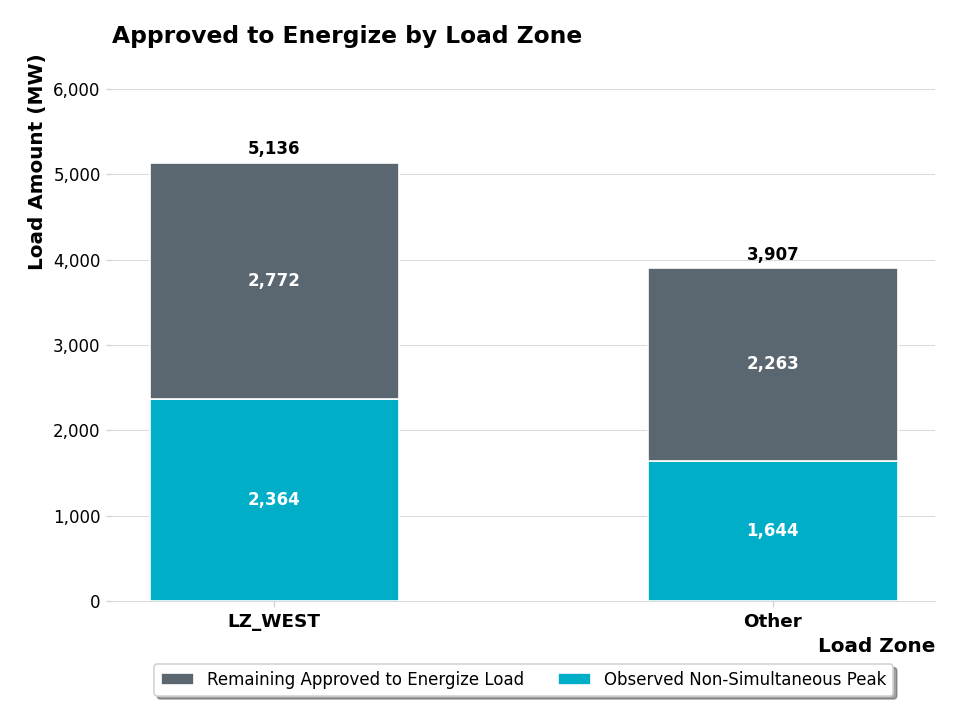 Approved to Energize by Load Zone
Load Amount (MW)
6,000
5,000
4,000
3,000
2,000
1,000
0
5,136
2,772
2,364
3,907
2,263
1,644
LZ_WEST
Other
Load Zone
Remaining Approved to Energize Load
Observed Non-Simultaneous Peak